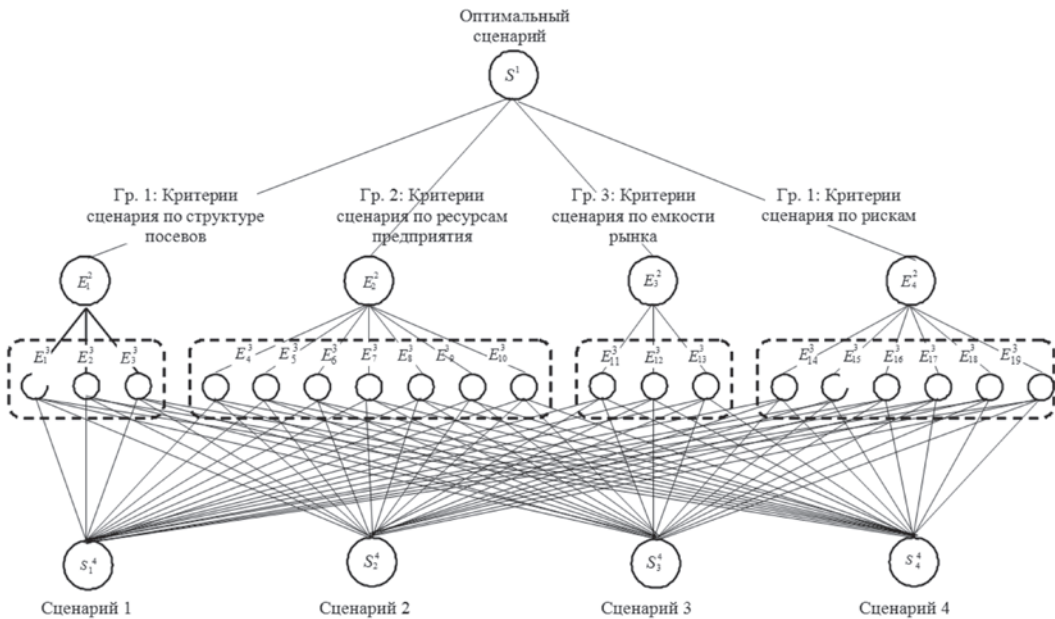 Оптимальный
сценарий
S¹
Гр. 1: Критерии
сценария по структуре
посевов
Гр. 2: Критерии
сценария по ресурсам
предприятия
Гр. 3: Критерии
сценария по емкости
рынка
Гр. 1: Критерии
сценария по рискам
E₁²
E₂²
E₃²
E₄²
E₁³ E₂³ E₃³ E₄³ E₅³ E₆³ E₇³ E₈³ E₉³ E₁₀³ E₁₁³ E₁₂³ E₁₃³ E₁₄³ E₁₅³ E₁₆³ E₁₇³ E₁₈³ E₁₉³
S₁⁴ S₂⁴ S₃⁴ S₄⁴
Сценарий 1 Сценарий 2 Сценарий 3 Сценарий 4